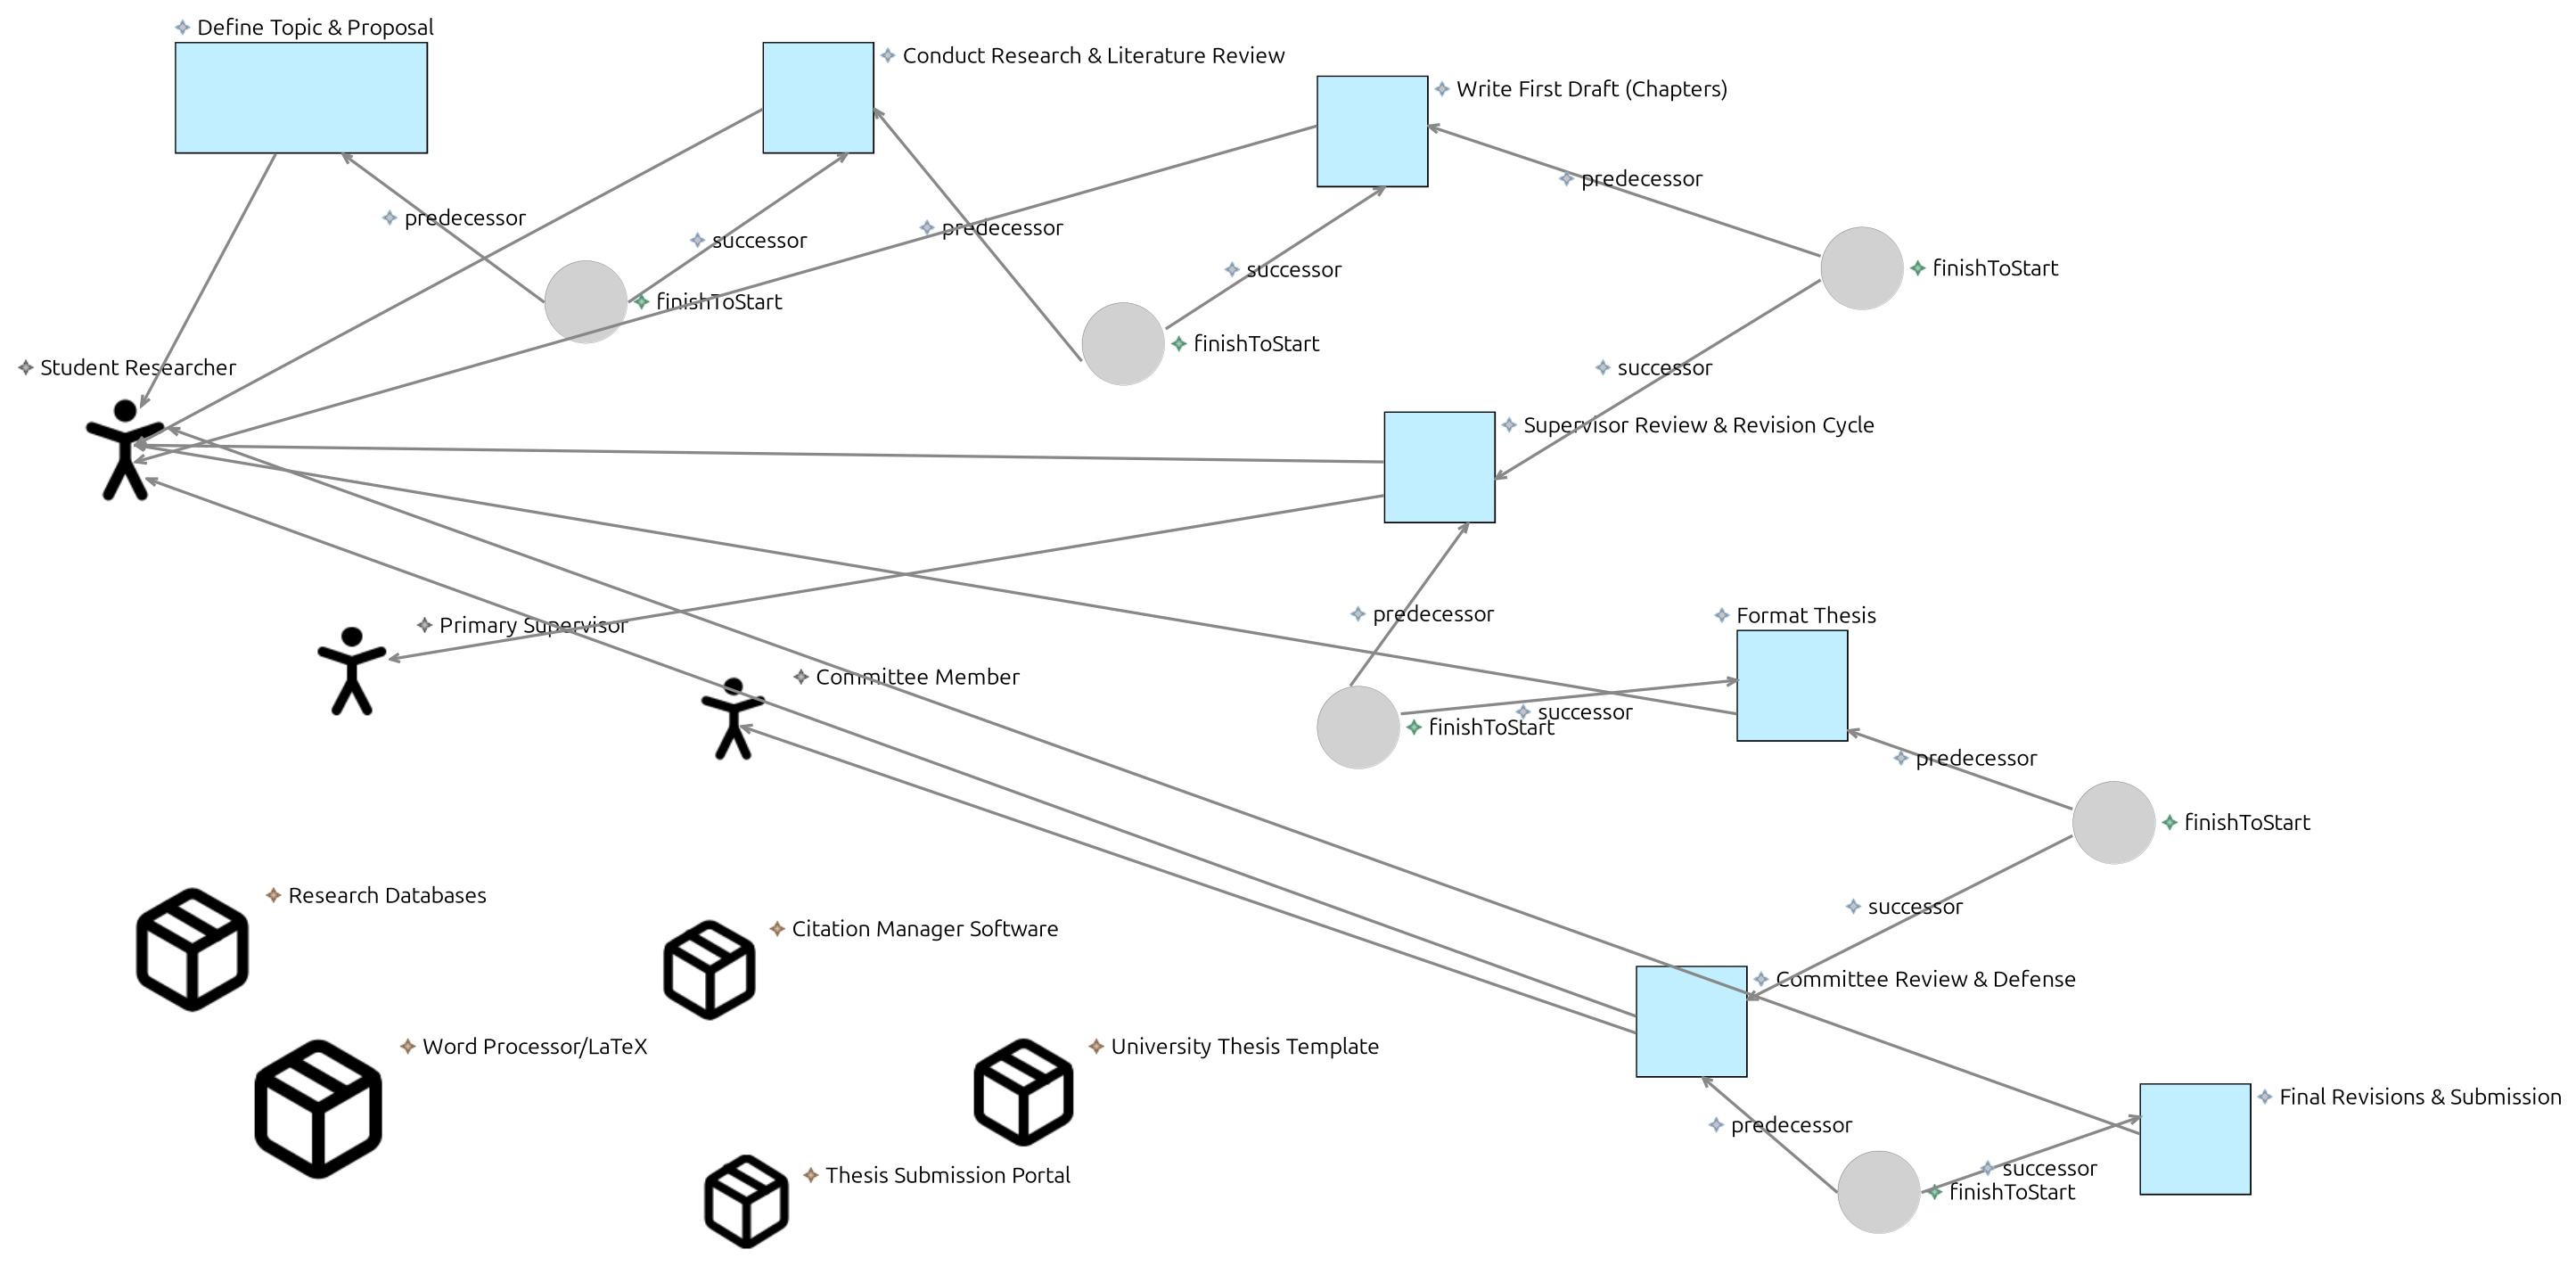 Define Topic & Proposal
Conduct Research & Literature Review
Write First Draft (Chapters)
predecessor
predecessor
successor
predecessor
finishToStart
successor
finishToStart
finishToStart
Student Researcher
successor
Supervisor Review & Revision Cycle
predecessor
Format Thesis
Primary Supervisor
Committee Member
successor
finishToStart
predecessor
finishToStart
Research Databases
successor
Citation Manager Software
Committee Review & Defense
Word Processor/LaTeX
University Thesis Template
Final Revisions & Submission
predecessor
successor
Thesis Submission Portal
finishToStart